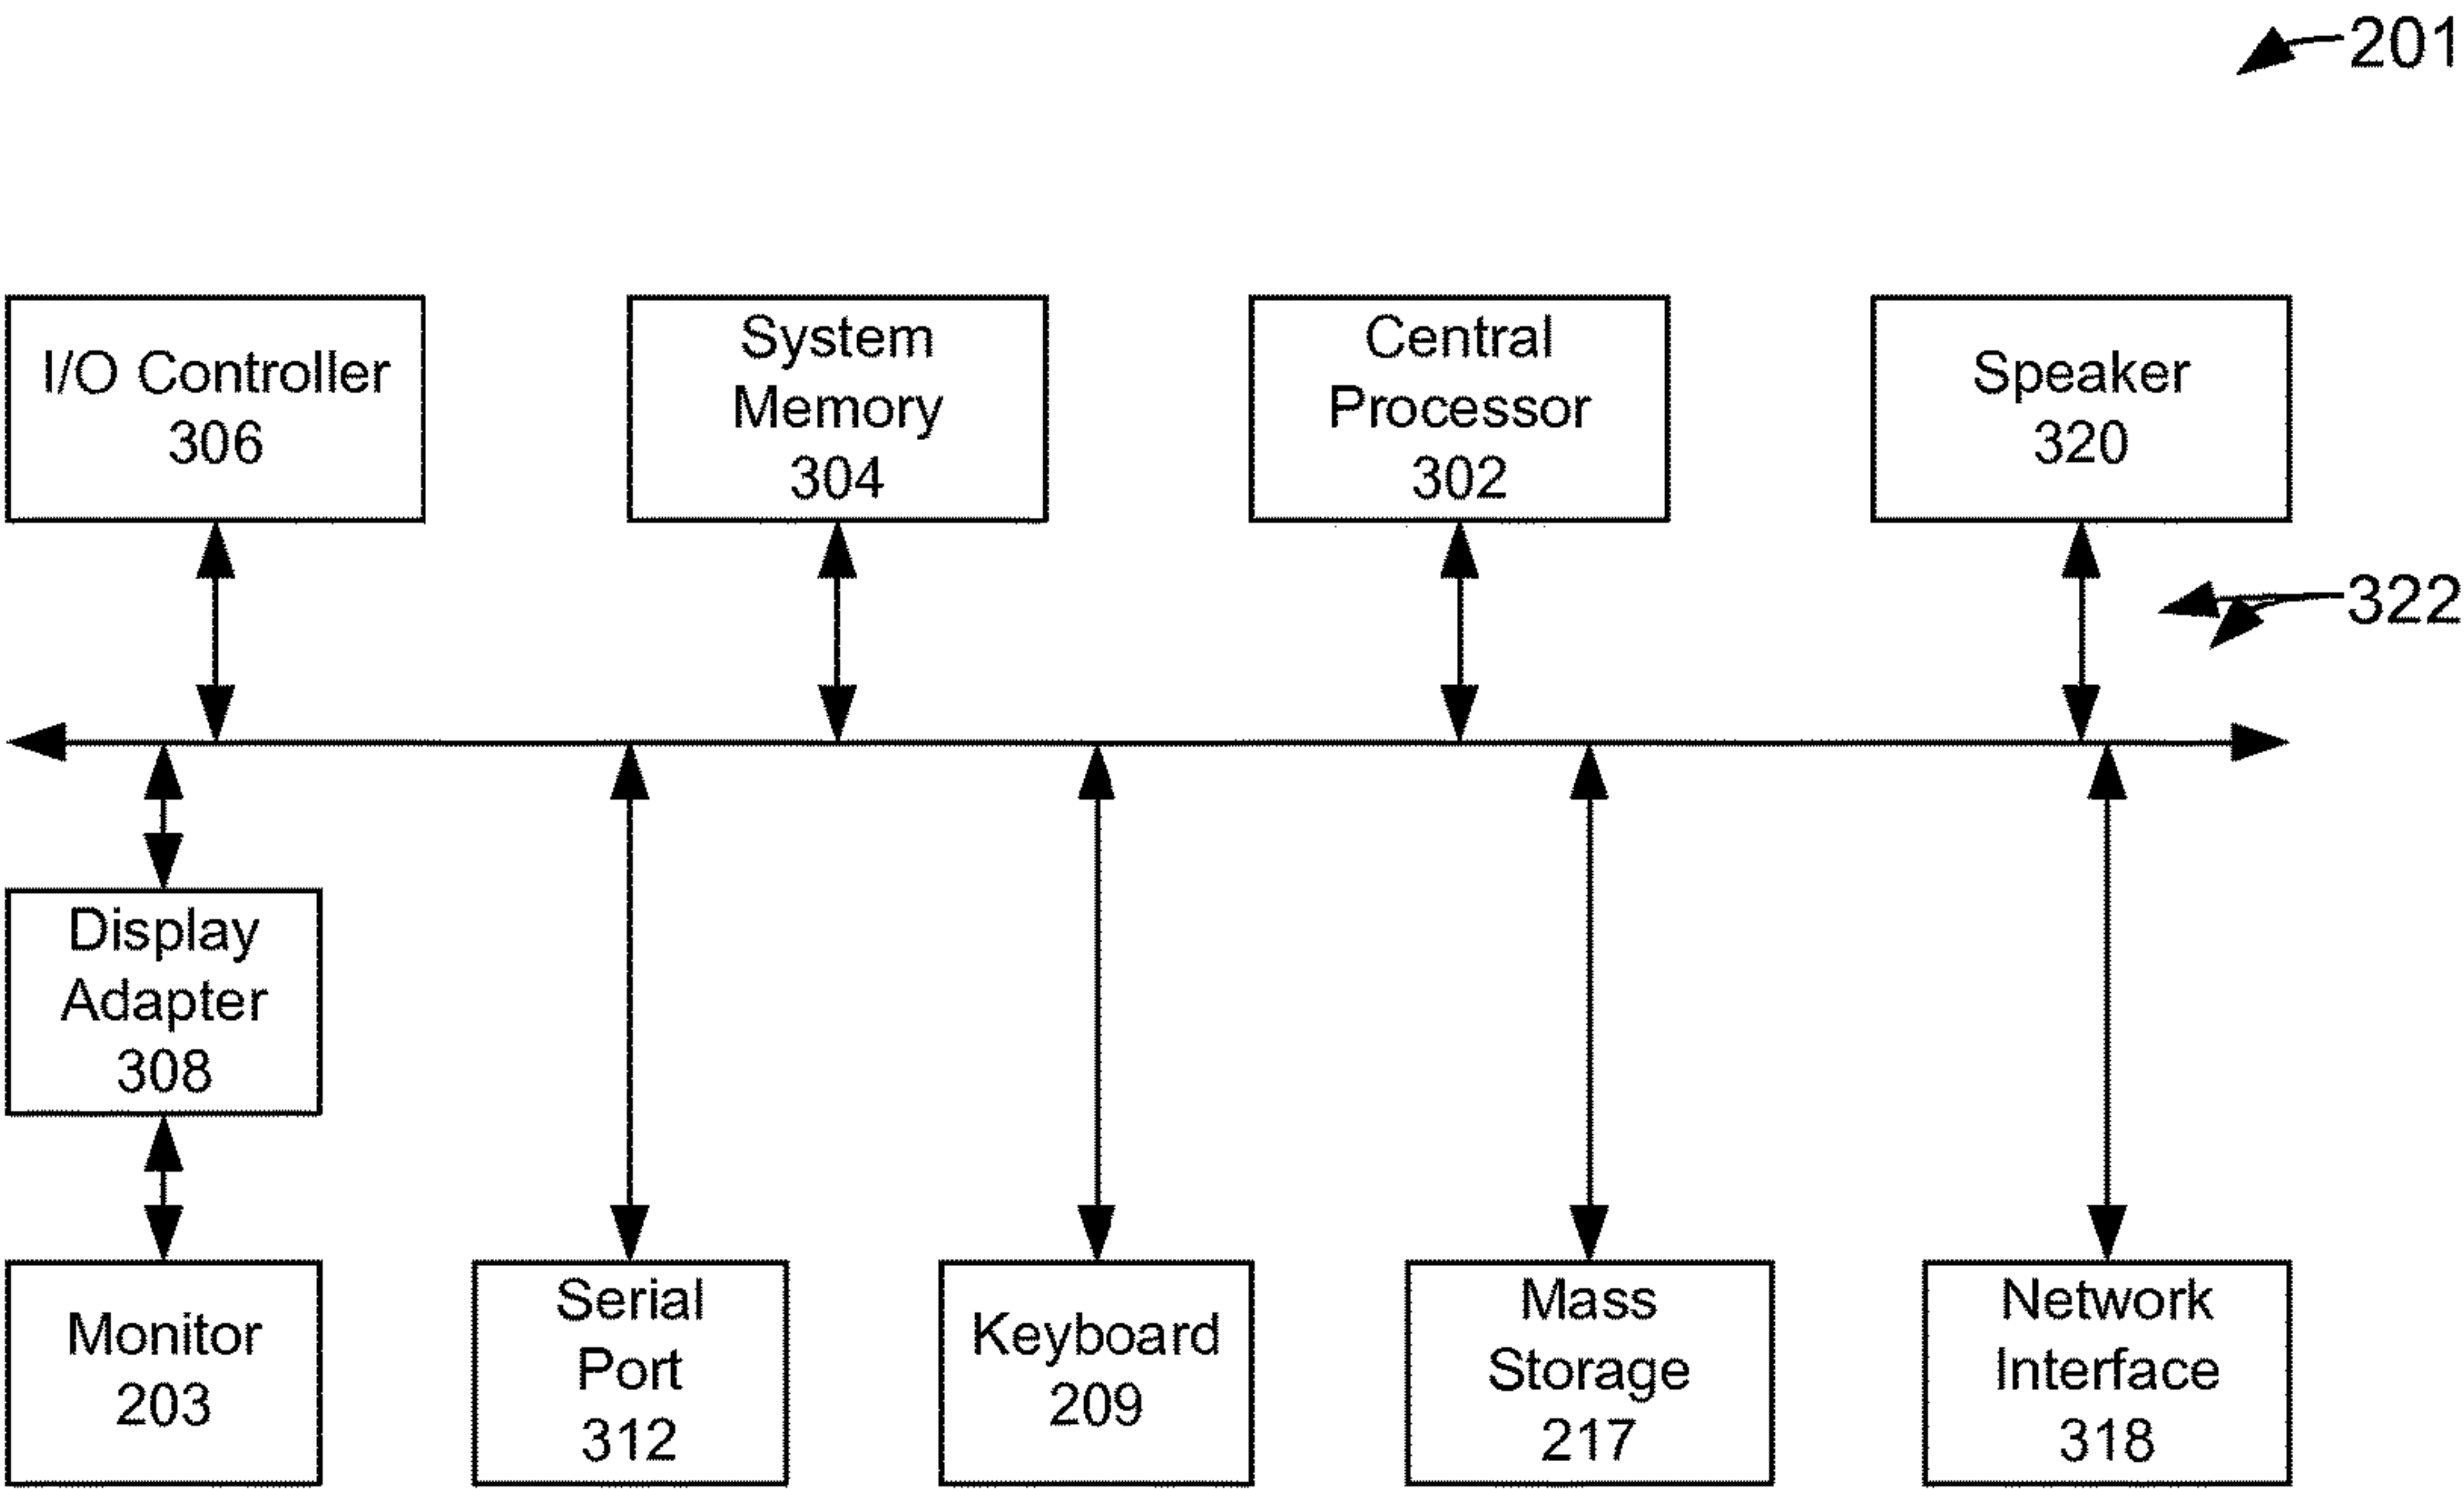 201
I/O Controller
306
System
Memory
304
Central
Processor
302
Speaker
320
322
Display
Adapter
308
Monitor
203
Serial
Port
312
Keyboard
209
Mass
Storage
217
Network
Interface
318